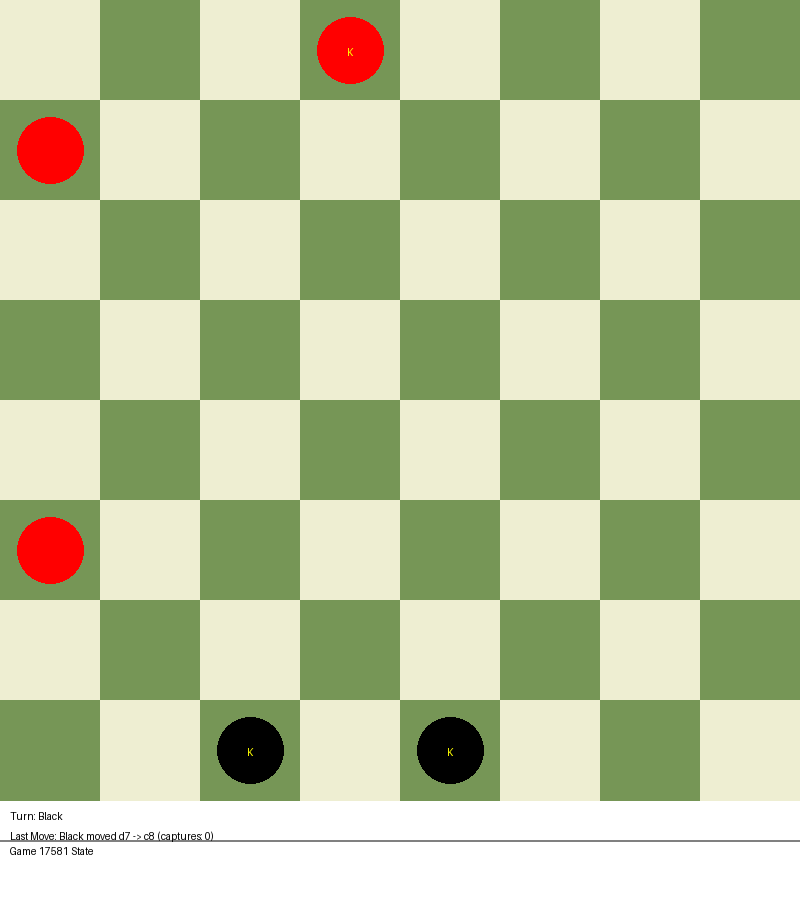 K
K
K
Turn: Black
Last Move: Black moved d7 -> c8 (captures: 0)
Game 17581 State